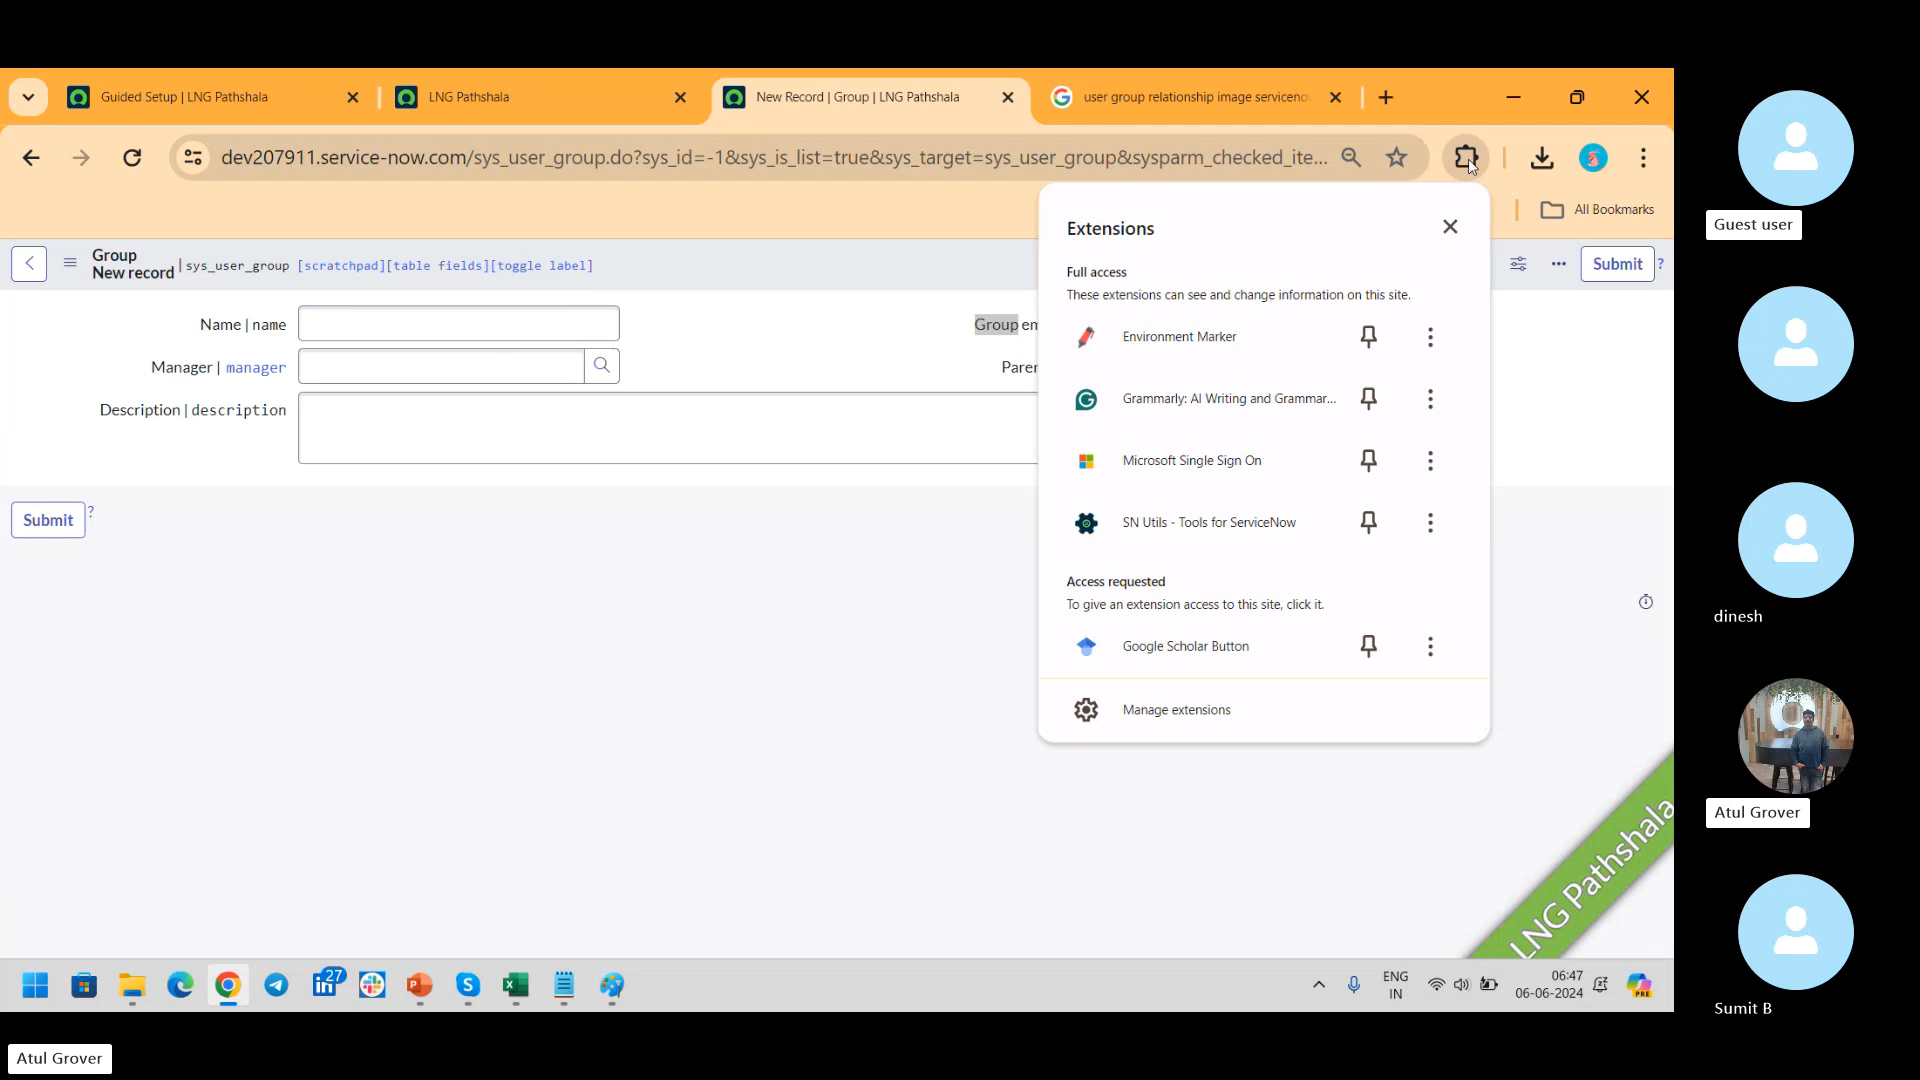 Guided Setup | LNG Pathshala
LNG Pathshala
New Record | Group | LNG Pathshala
user group relationship image serviceno
dev207911.service-now.com/sys_user_group.do?sys_id=-1&sys_is_list=true&sys_target=sys_user_group&sysparm_checked_ite...
All Bookmarks
Group
New record | sys_user_group [scratchpad][table fields][toggle label]
Submit ?
Name | name
Group em
Manager | manager
Paren
Description | description
Submit ?
Extensions
Full access
These extensions can see and change information on this site.
Environment Marker
Grammarly: AI Writing and Grammar...
Microsoft Single Sign On
SN Utils - Tools for ServiceNow
Access requested
To give an extension access to this site, click it.
Google Scholar Button
Manage extensions
LNG Pathshala
27
ENG
IN
06:47
06-06-2024
PRE
Guest user
dinesh
Atul Grover
Sumit B
Atul Grover